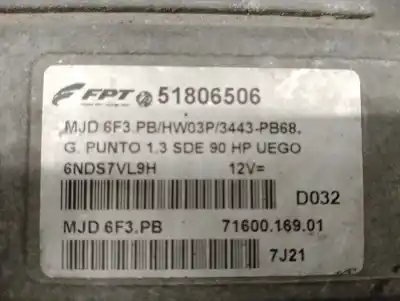 FPT 51806506
MJD 6F3.PB/HW03P/3443-PB68.
G. PUNTO 1.3 SDE 90 HP UEGO
6NDS7VL9H 12V=
D032
MJD 6F3.PB 71600.169.01
7J21